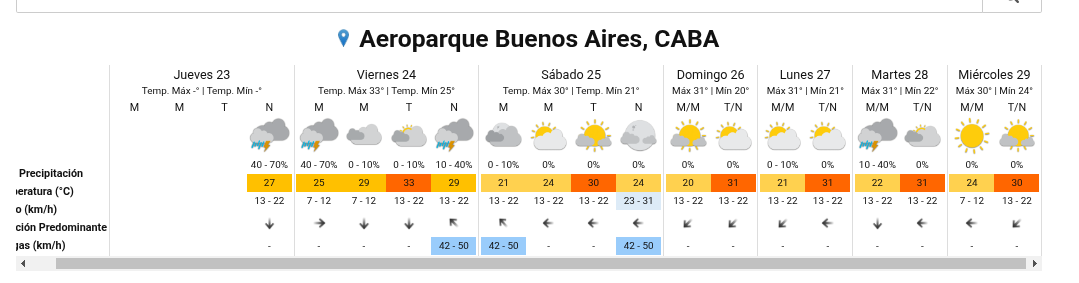 Aeroparque Buenos Aires, CABA
Jueves 23 Viernes 24 Sábado 25 Domingo 26 Lunes 27 Martes 28 Miércoles 29
Temp. Máx -° | Temp. Mín -° Temp. Máx 33° | Temp. Mín 25° Temp. Máx 30° | Temp. Mín 21° Máx 31° | Mín 20° Máx 31° | Mín 21° Máx 31° | Mín 22° Máx 30° | Mín 24°
M M T N M M T N M M T N M/M T/N M/M T/N M/M T/N M/M T/N
40 - 70% 40 - 70% 0 - 10% 0 - 10% 10 - 40% 0 - 10% 0% 0% 0% 0% 0% 0 - 10% 0% 10 - 40% 0% 0% 0%
Precipitación
eratura (°C) 27 25 29 33 29 21 24 30 24 20 31 21 31 22 31 24 30
o (km/h) 13 - 22 7 - 12 7 - 12 13 - 22 13 - 22 13 - 22 13 - 22 13 - 22 23 - 31 13 - 22 13 - 22 13 - 22 13 - 22 13 - 22 13 - 22 7 - 12 13 - 22
ción Predominante
gas (km/h) - - - - 42 - 50 42 - 50 - - 42 - 50 - - - - - - - -